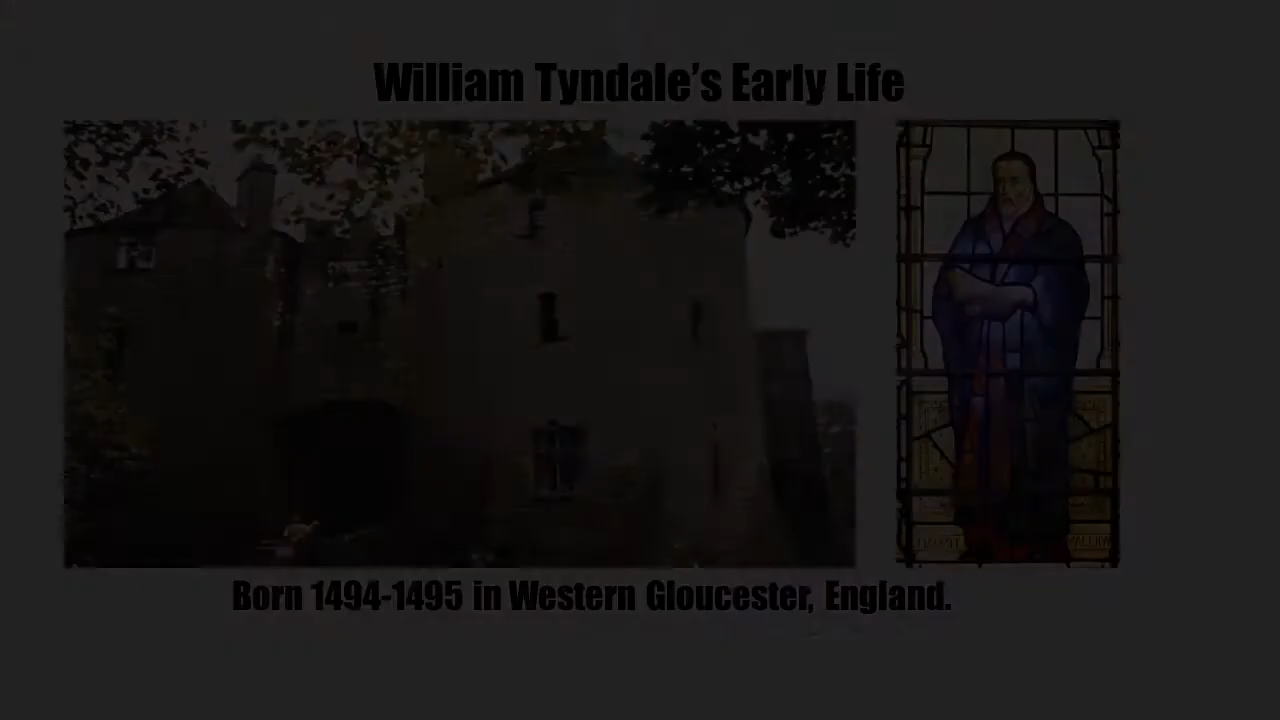 William Tyndale's Early Life
Born 1494-1495 in Western Gloucester, England.